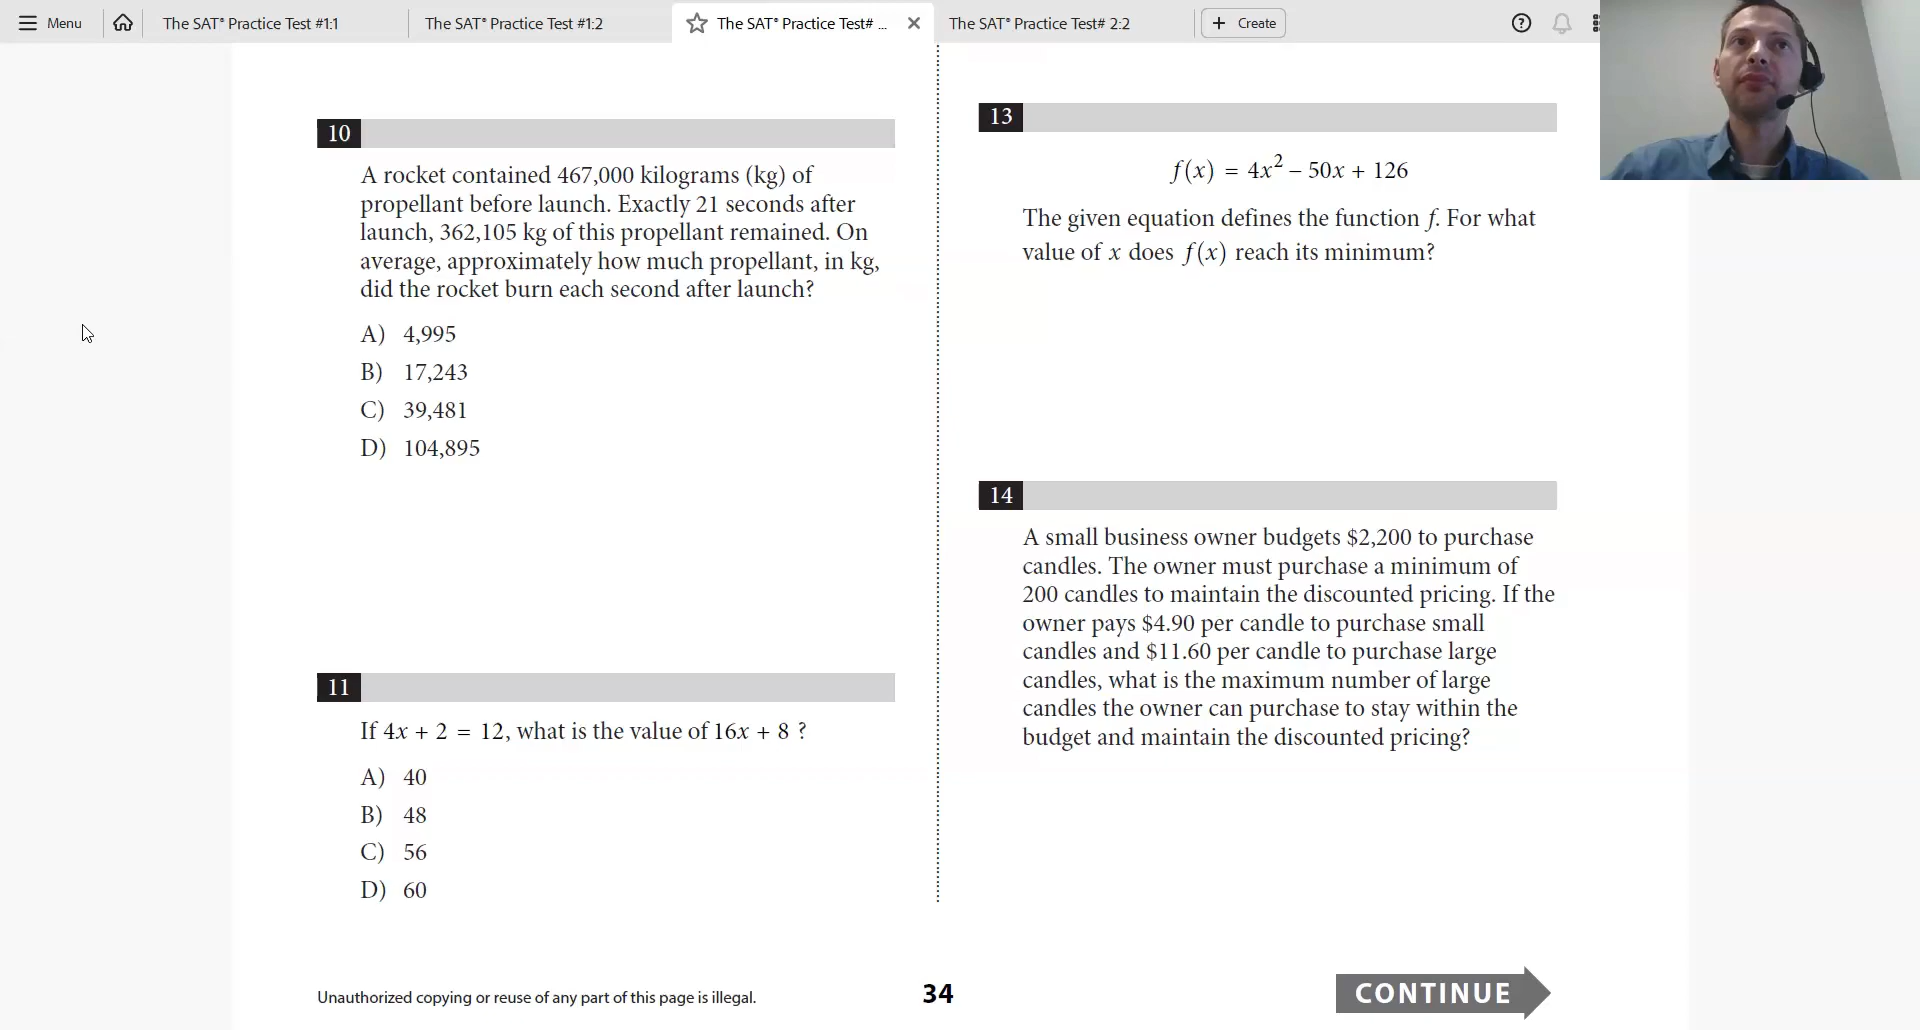 Menu
The SAT® Practice Test #1:1
The SAT® Practice Test #1:2
The SAT® Practice Test# ...
The SAT® Practice Test# 2:2
+ Create
10
A rocket contained 467,000 kilograms (kg) of
propellant before launch. Exactly 21 seconds after
launch, 362,105 kg of this propellant remained. On
average, approximately how much propellant, in kg,
did the rocket burn each second after launch?
A) 4,995
B) 17,243
C) 39,481
D) 104,895
11
If 4x + 2 = 12, what is the value of 16x + 8 ?
A) 40
B) 48
C) 56
D) 60
13
f(x) = 4x² − 50x + 126
The given equation defines the function f. For what
value of x does f(x) reach its minimum?
14
A small business owner budgets $2,200 to purchase
candles. The owner must purchase a minimum of
200 candles to maintain the discounted pricing. If the
owner pays $4.90 per candle to purchase small
candles and $11.60 per candle to purchase large
candles, what is the maximum number of large
candles the owner can purchase to stay within the
budget and maintain the discounted pricing?
Unauthorized copying or reuse of any part of this page is illegal.
34
CONTINUE